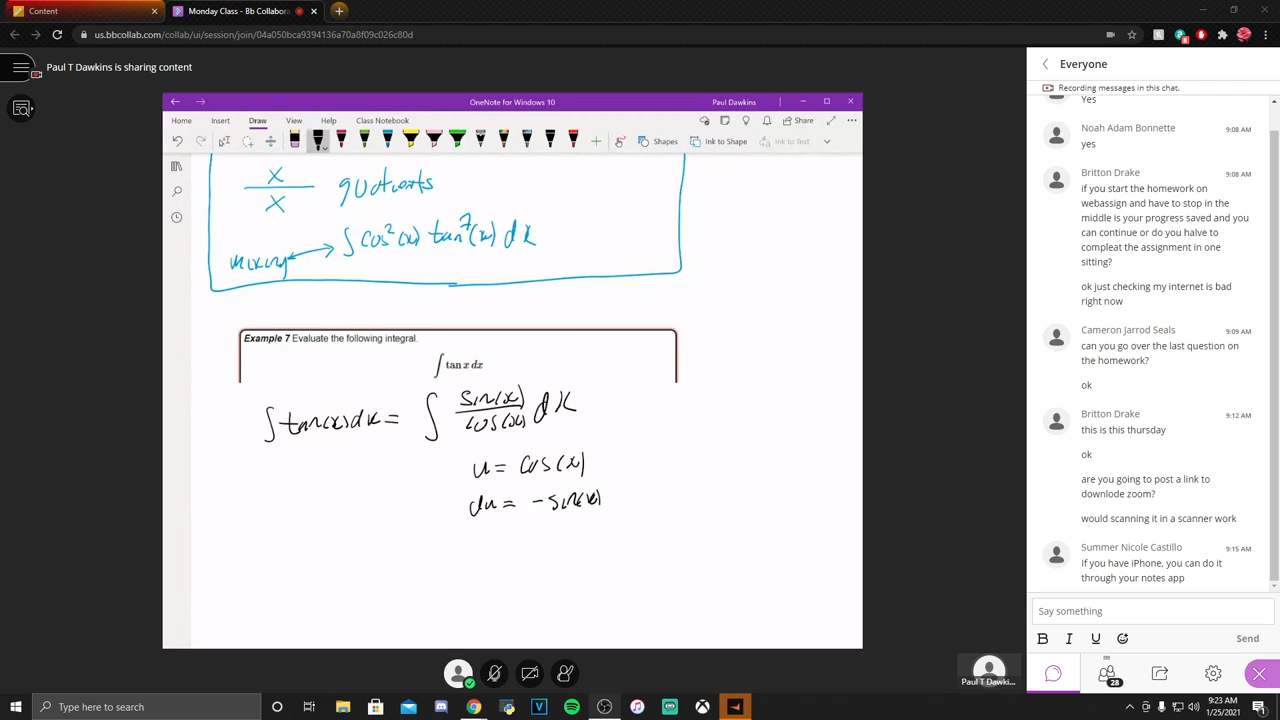 Content
Monday Class - Bb Collabora
us.bbcollab.com/collab/ui/session/join/04a050bca9394136a70a8f09c026c80d
Paul T Dawkins is sharing content
OneNote for Windows 10
Paul Dawkins
Home Insert Draw View Help Class Notebook
Share
Shapes Ink to Shape Ink to Text
x/x quotients
∫ cos²(x) tan⁷(x) dx
mixing
Example 7 Evaluate the following integral.
∫ tan x dx
∫ tan(x) dx = ∫ sin(x)/cos(x) dx
u = cos(x)
du = -sin(x)
Everyone
Recording messages in this chat.
Yes
Noah Adam Bonnette 9:08 AM
yes
Britton Drake 9:08 AM
if you start the homework on
webassign and have to stop in the
middle is your progress saved and you
can continue or do you halve to
compleat the assignment in one
sitting?
ok just checking my internet is bad
right now
Cameron Jarrod Seals 9:09 AM
can you go over the last question on
the homework?
ok
Britton Drake 9:12 AM
this is this thursday
ok
are you going to post a link to
downlode zoom?
would scanning it in a scanner work
Summer Nicole Castillo 9:15 AM
If you have iPhone, you can do it
through your notes app
Say something
B I U Send
23
Paul T Dawki...
Type here to search
9:23 AM
1/25/2021